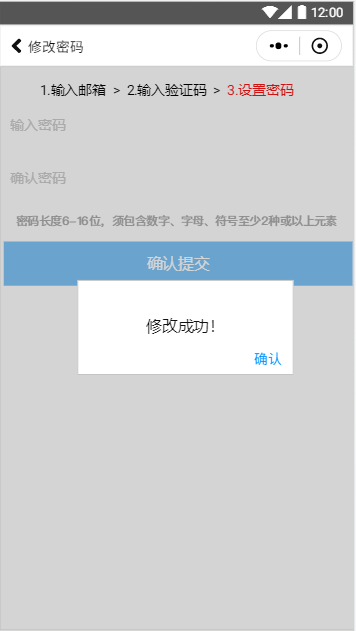 12:00
修改密码
1.输入邮箱 > 2.输入验证码 > 3.设置密码
输入密码
确认密码
密码长度6-16位，须包含数字、字母、符号至少2种或以上元素
确认提交
修改成功！
确认